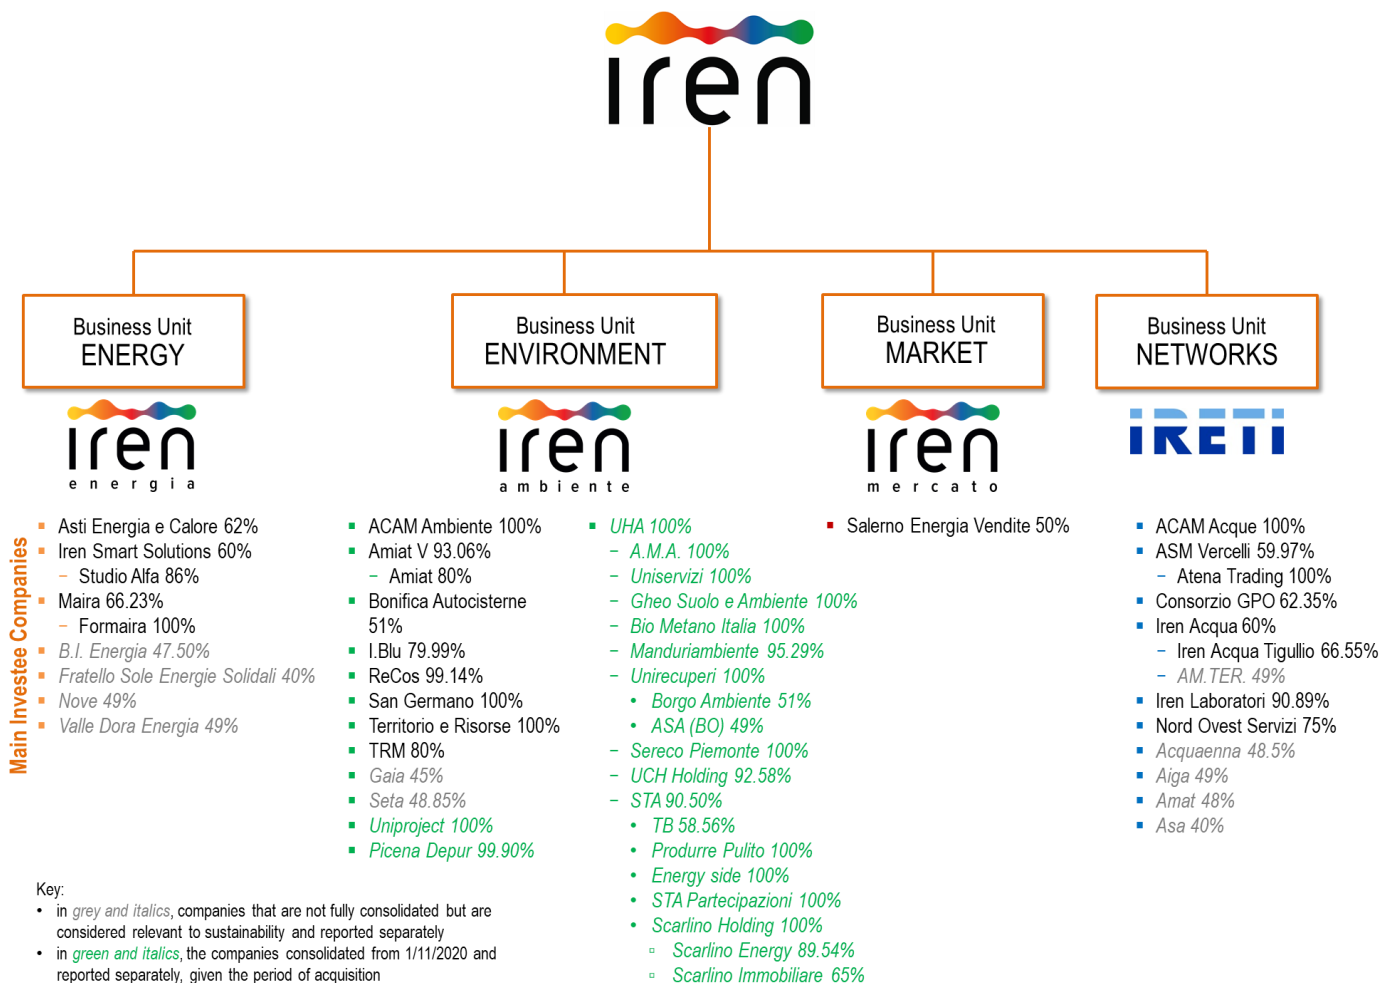 iren
Business Unit
ENERGY
Business Unit
ENVIRONMENT
Business Unit
MARKET
Business Unit
NETWORKS
iren
energia
iren
ambiente
iren
mercato
IRETI
Main Investee Companies
Asti Energia e Calore 62%
Iren Smart Solutions 60%
– Studio Alfa 86%
Maira 66.23%
– Formaira 100%
B.I. Energia 47.50%
Fratello Sole Energie Solidali 40%
Nove 49%
Valle Dora Energia 49%
ACAM Ambiente 100%
Amiat V 93.06%
– Amiat 80%
Bonifica Autocisterne
51%
I.Blu 79.99%
ReCos 99.14%
San Germano 100%
Territorio e Risorse 100%
TRM 80%
Gaia 45%
Seta 48.85%
Uniproject 100%
Picena Depur 99.90%
UHA 100%
– A.M.A. 100%
– Uniservizi 100%
– Gheo Suolo e Ambiente 100%
– Bio Metano Italia 100%
– Manduriambiente 95.29%
– Unirecuperi 100%
• Borgo Ambiente 51%
• ASA (BO) 49%
– Sereco Piemonte 100%
– UCH Holding 92.58%
– STA 90.50%
• TB 58.56%
• Produrre Pulito 100%
• Energy side 100%
• STA Partecipazioni 100%
• Scarlino Holding 100%
Scarlino Energy 89.54%
Scarlino Immobiliare 65%
Salerno Energia Vendite 50%
ACAM Acque 100%
ASM Vercelli 59.97%
– Atena Trading 100%
Consorzio GPO 62.35%
Iren Acqua 60%
– Iren Acqua Tigullio 66.55%
– AM.TER. 49%
Iren Laboratori 90.89%
Nord Ovest Servizi 75%
Acquaenna 48.5%
Aiga 49%
Amat 48%
Asa 40%
Key:
• in grey and italics, companies that are not fully consolidated but are
considered relevant to sustainability and reported separately
• in green and italics, the companies consolidated from 1/11/2020 and
reported separately, given the period of acquisition